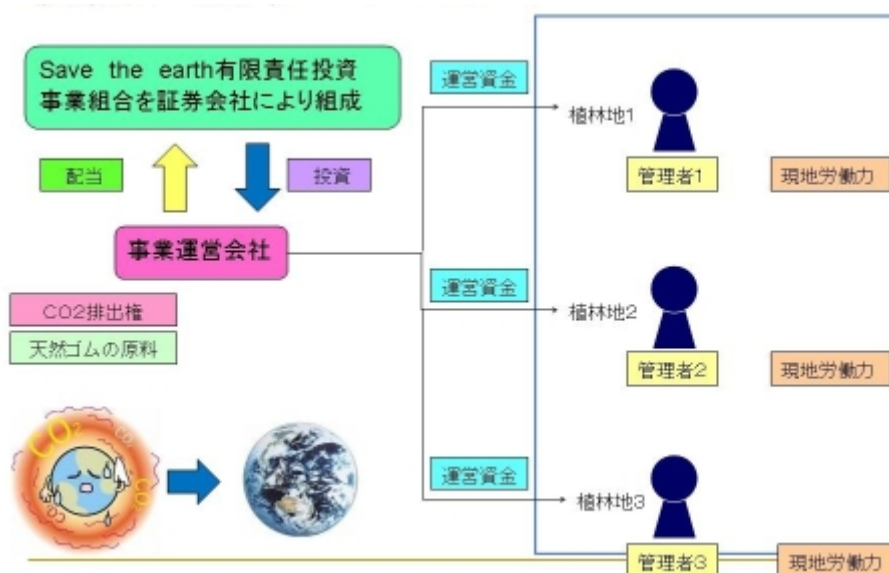 Save the earth有限責任投資
事業組合を証券会社により組成
配当
投資
事業運営会社
CO2排出権
天然ゴムの原料
運営資金
植林地1
管理者1
現地労働力
運営資金
植林地2
管理者2
現地労働力
運営資金
植林地3
管理者3
現地労働力
CO2
CO2
CO2
CO2